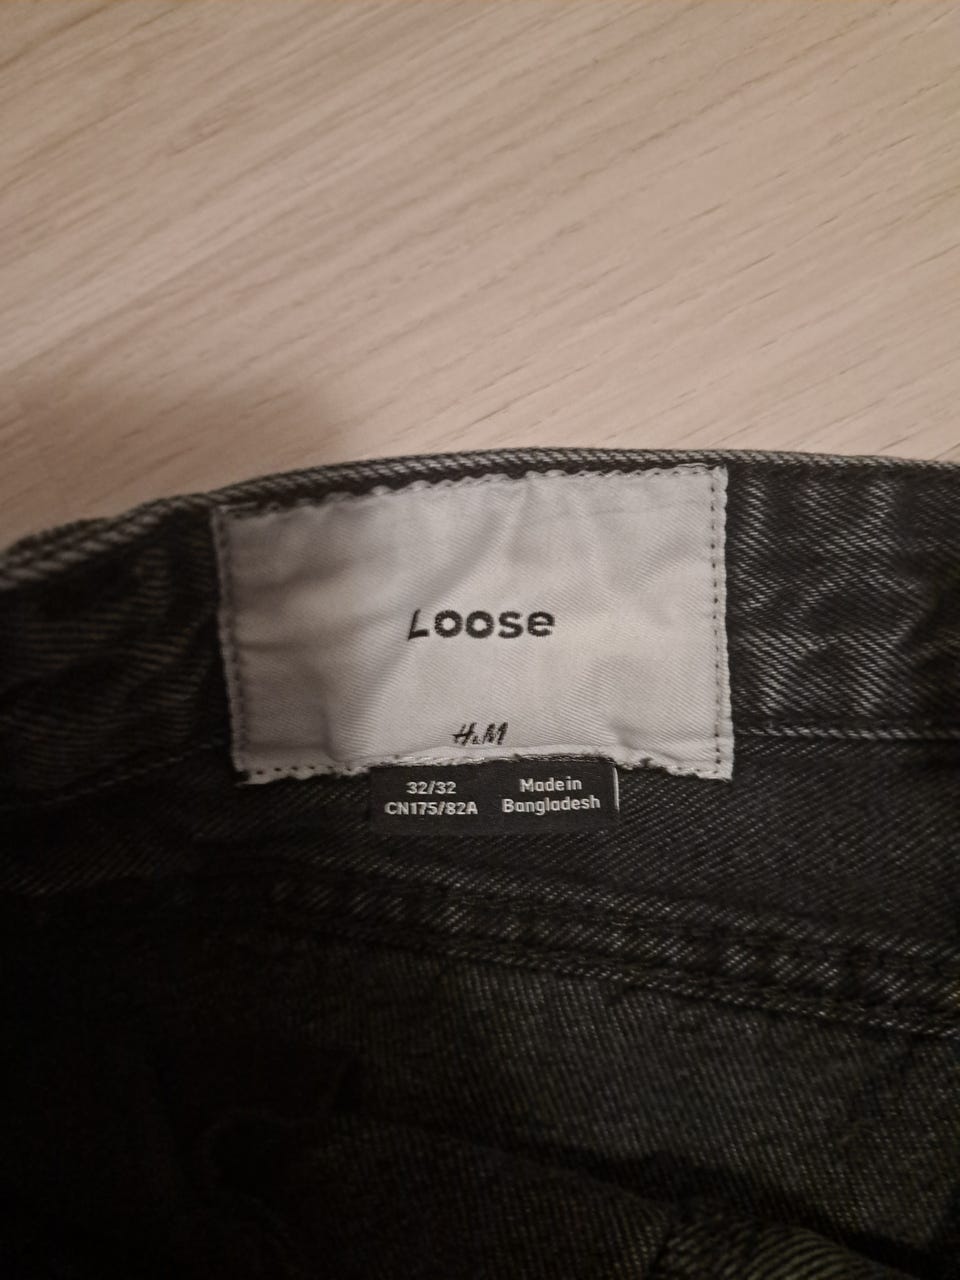 Loose
H&M
32/32
CN175/82A
Made in
Bangladesh